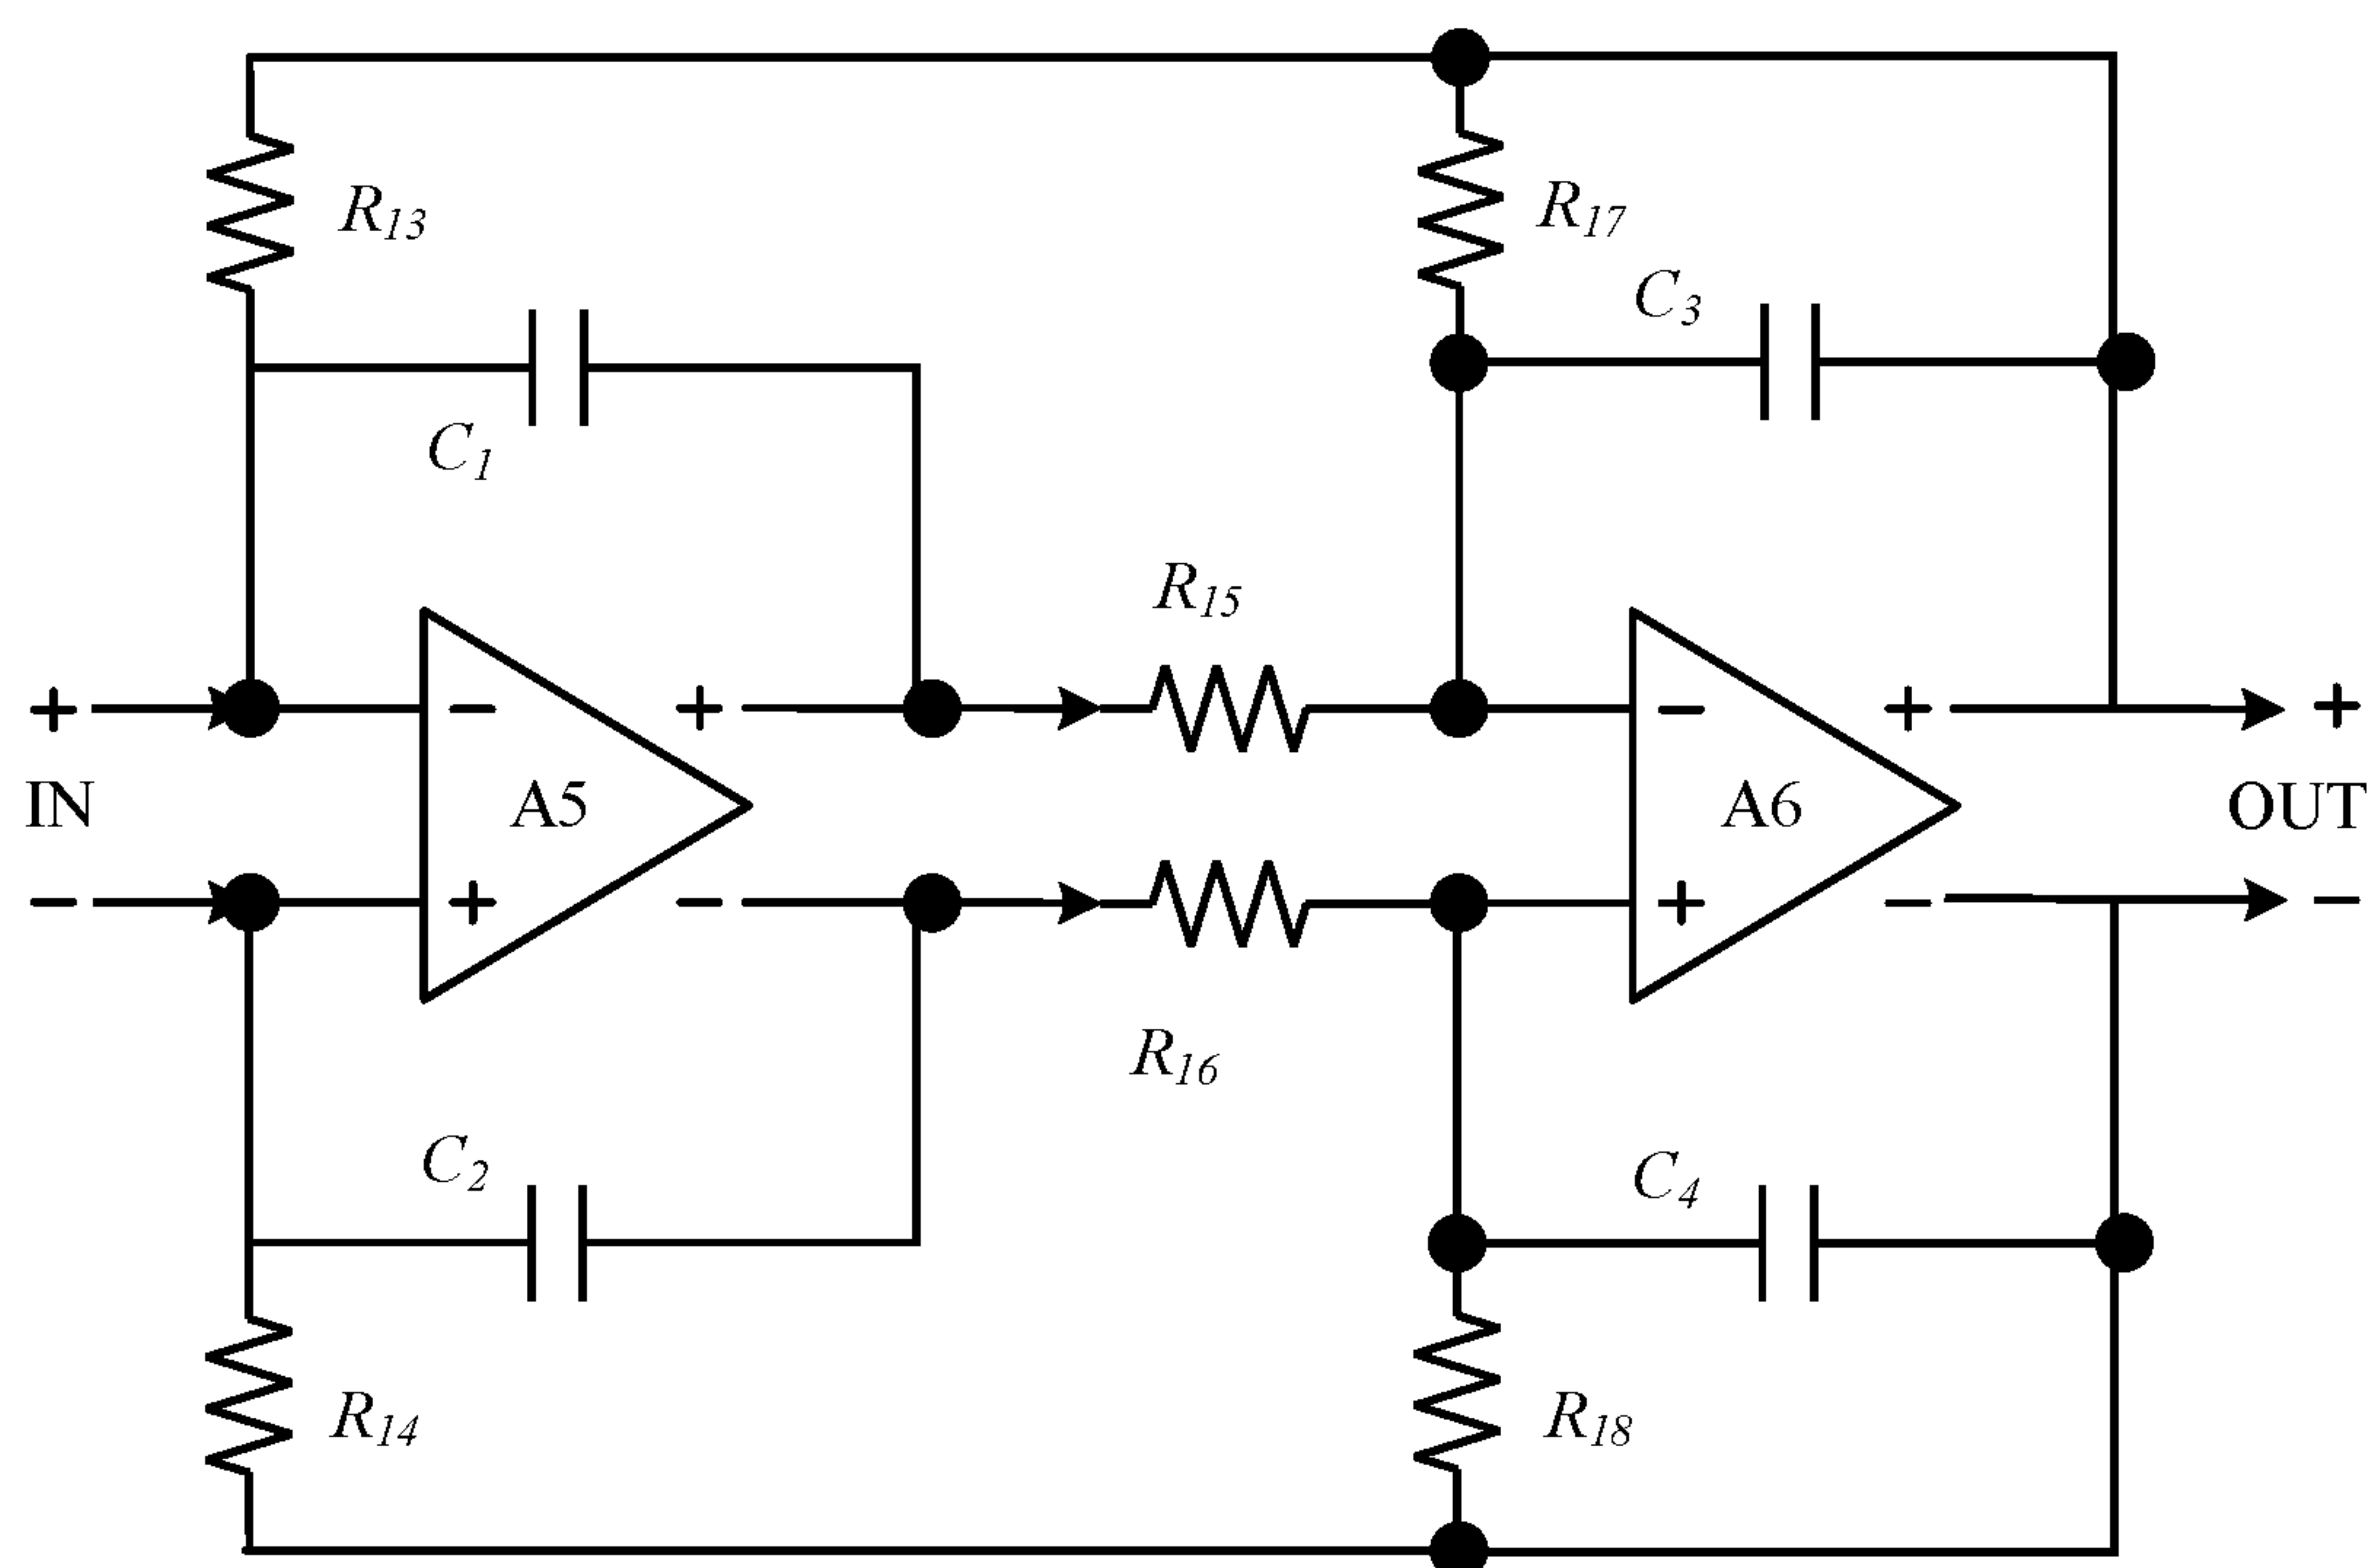 R13
R17
C3
C1
R15
+
−
+
−
+
+
IN
A5
A6
OUT
−
+
−
+
−
−
R16
C2
C4
R14
R18